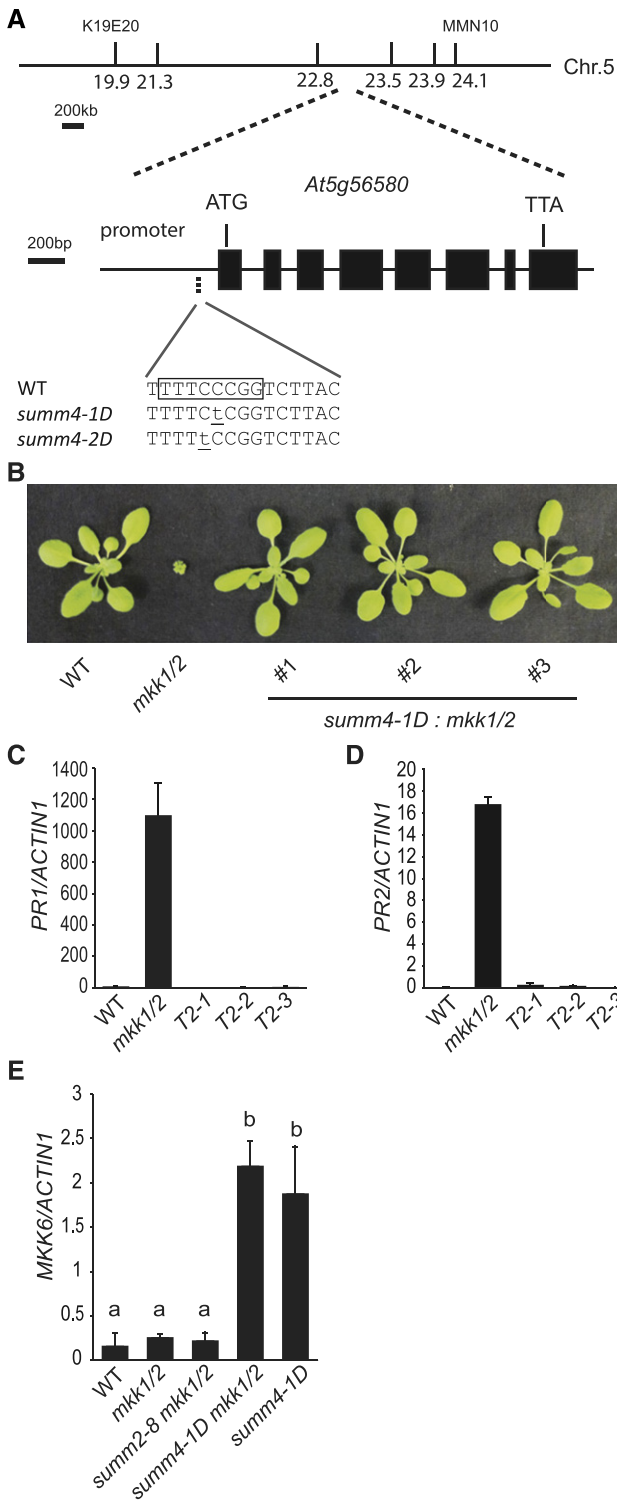 A
K19E20 MMN10
19.9 21.3 22.8 23.5 23.9 24.1 Chr.5
200kb
At5g56580
ATG TTA
200bp promoter
WT TTTTCCCGGTCTTAC
summ4-1D TTTTCtCGGTCTTAC
summ4-2D TTTTtCCGGTCTTAC
B
WT mkk1/2 #1 #2 #3
summ4-1D : mkk1/2
C
PR1/ACTIN1
1400
1200
1000
800
600
400
200
0
WT mkk1/2 T2-1 T2-2 T2-3
D
PR2/ACTIN1
20
18
16
14
12
10
8
6
4
2
0
WT mkk1/2 T2-1 T2-2 T2-3
E
MKK6/ACTIN1
3
2.5
2
1.5
1
0.5
0
a a a b b
WT mkk1/2 summ2-8 mkk1/2 summ4-1D mkk1/2 summ4-1D